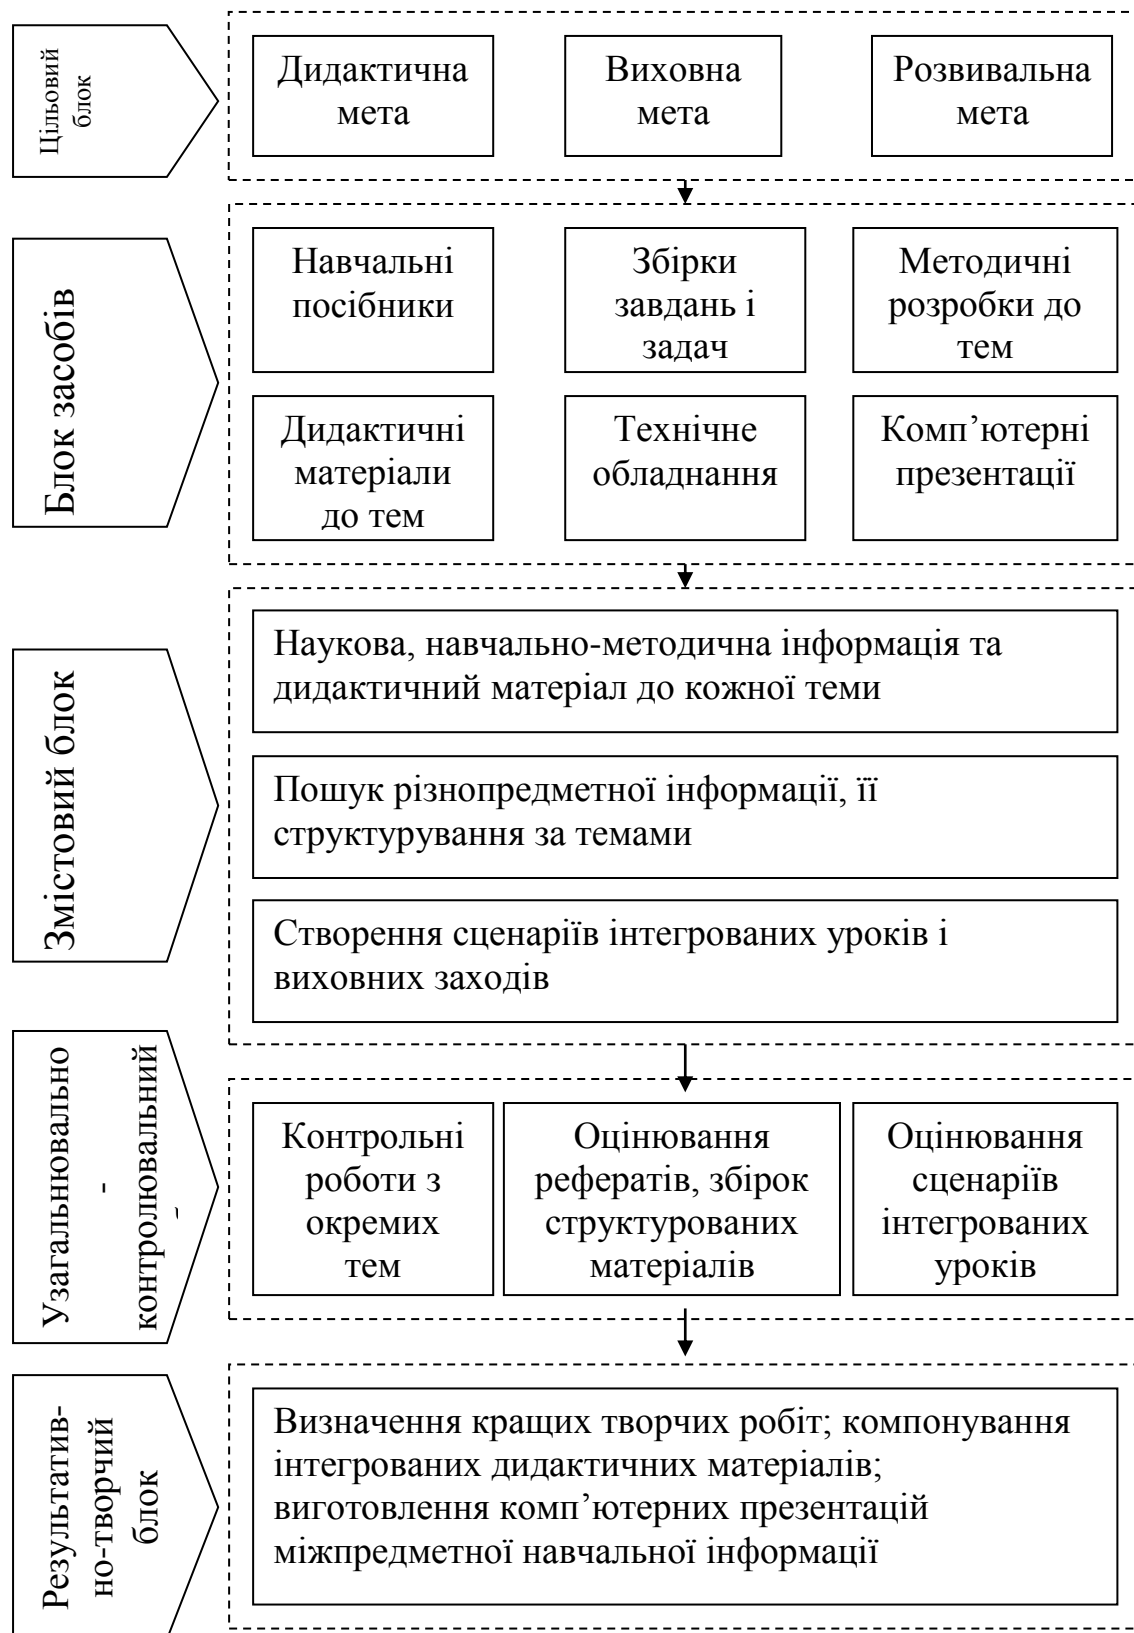 Цільовий
блок
Дидактична
мета
Виховна
мета
Розвивальна
мета
Блок засобів
Навчальні
посібники
Збірки
завдань і
задач
Методичні
розробки до
тем
Дидактичні
матеріали
до тем
Технічне
обладнання
Комп’ютерні
презентації
Змістовий блок
Наукова, навчально-методична інформація та
дидактичний матеріал до кожної теми
Пошук різнопредметної інформації, її
структурування за темами
Створення сценаріїв інтегрованих уроків і
виховних заходів
Узагальнювально
-
контролювальний
Контрольні
роботи з
окремих
тем
Оцінювання
рефератів, збірок
структурованих
матеріалів
Оцінювання
сценаріїв
інтегрованих
уроків
Результатив-
но-творчий
блок
Визначення кращих творчих робіт; компонування
інтегрованих дидактичних матеріалів;
виготовлення комп’ютерних презентацій
міжпредметної навчальної інформації